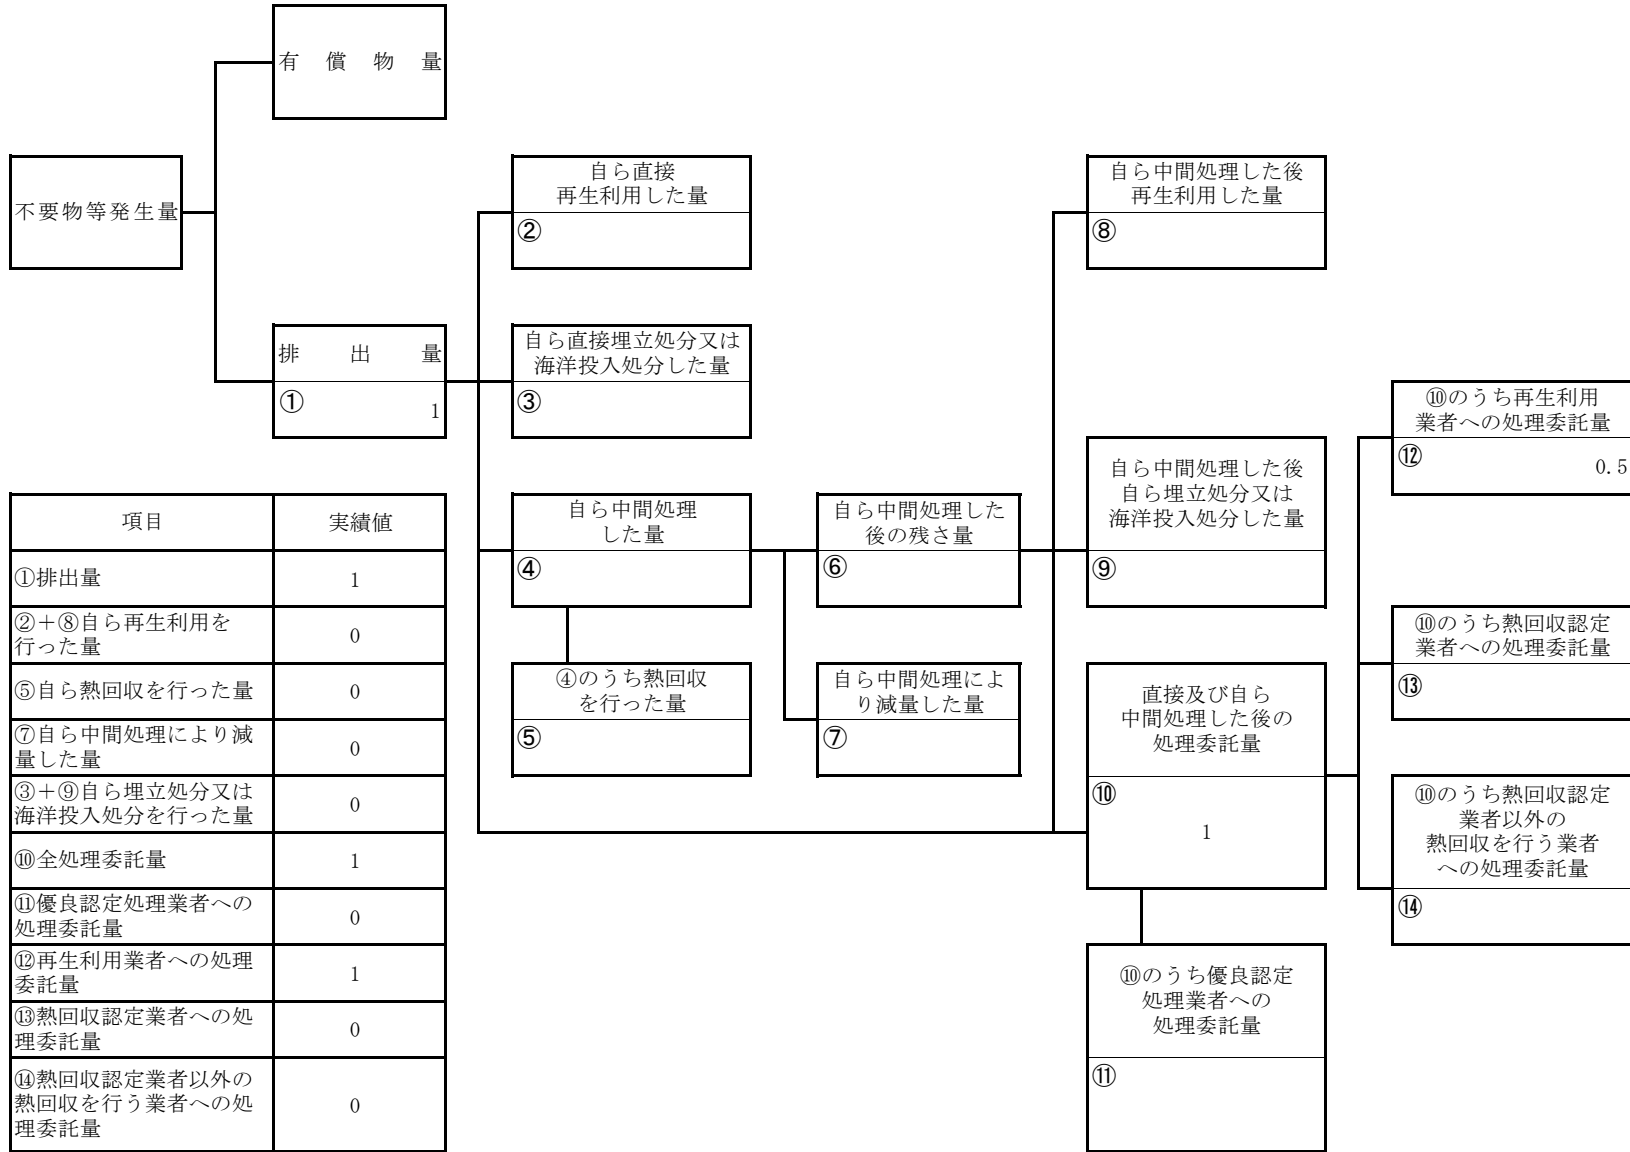 有償物量
不要物等発生量
排出量
①
1
自ら直接
再生利用した量
②
自ら直接埋立処分又は
海洋投入処分した量
③
自ら中間処理
した量
④
④のうち熱回収
を行った量
⑤
自ら中間処理した
後の残さ量
⑥
自ら中間処理によ
り減量した量
⑦
自ら中間処理した後
再生利用した量
⑧
自ら中間処理した後
自ら埋立処分又は
海洋投入処分した量
⑨
直接及び自ら
中間処理した後の
処理委託量
⑩
1
⑩のうち優良認定
処理業者への
処理委託量
⑪
⑩のうち再生利用
業者への処理委託量
⑫
0.5
⑩のうち熱回収認定
業者への処理委託量
⑬
⑩のうち熱回収認定
業者以外の
熱回収を行う業者
への処理委託量
⑭
項目 実績値
①排出量 1
②+⑧自ら再生利用を
行った量 0
⑤自ら熱回収を行った量 0
⑦自ら中間処理により減
量した量 0
③+⑨自ら埋立処分又は
海洋投入処分を行った量 0
⑩全処理委託量 1
⑪優良認定処理業者への
処理委託量 0
⑫再生利用業者への処理
委託量 1
⑬熱回収認定業者への処
理委託量 0
⑭熱回収認定業者以外の
熱回収を行う業者への処
理委託量 0